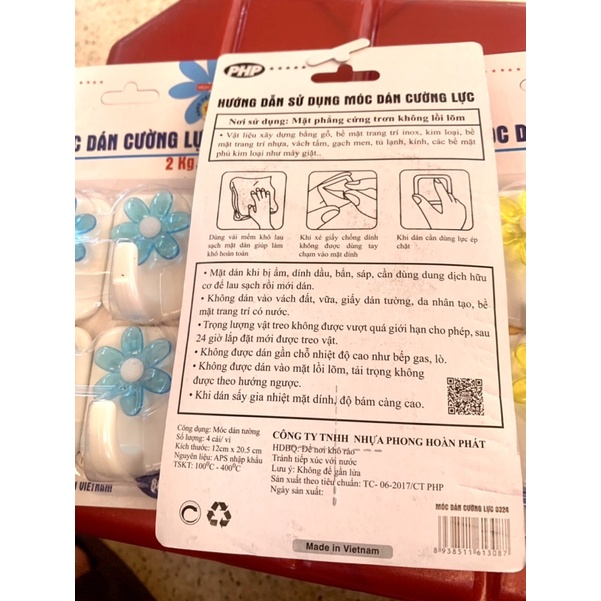 PHP
HƯỚNG DẪN SỬ DỤNG MÓC DÁN CƯỜNG LỰC
Nơi sử dụng: Mặt phẳng cứng trơn không lồi lõm
• Vật liệu xây dựng bằng gỗ, bề mặt trang trí inox, kim loại, bề
mặt trang trí nhựa, vách tấm, gạch men, tủ lạnh, kính, các bề mặt
phủ kim loại như máy giặt..
Dùng vải mềm khô lau
sạch mặt dán giúp làm
khô hoàn toàn
Khi xé giấy chống dính
không được dùng tay
chạm vào mặt dính
Khi dán cần dùng lực ép
chặt
• Mặt dán khi bị ẩm, dính dầu, bẩn, sáp, cần dùng dung dịch hữu
cơ để lau sạch rồi mới dán.
• Không dán vào vách đất, vữa, giấy dán tường, da nhân tạo, bề
mặt trang trí có nước.
• Trọng lượng vật treo không được vượt quá giới hạn cho phép, sau
24 giờ lắp đặt mới được treo vật.
• Không được dán gần chỗ nhiệt độ cao như bếp gas, lò.
• Không được dán vào mặt lồi lõm, tải trọng không
được theo hướng ngược.
• Khi dán sấy gia nhiệt mặt dính, độ bám càng cao.
Công dụng: Móc dán tường
Số lượng: 4 cái/ vỉ
Kích thước: 12cm x 20.5 cm
Nguyên liệu: APS nhập khẩu
TSKT: 100⁰C - 400⁰C
CÔNG TY TNHH NHỰA PHONG HOÀN PHÁT
HDBQ: Để nơi khô ráo
Tránh tiếp xúc với nước
Lưu ý: Không để gần lửa
Sản xuất theo tiêu chuẩn: TC- 06-2017/CT PHP
Ngày sản xuất:
Made in Vietnam
MÓC DÁN CƯỜNG LỰC 0324
8 938511 613087
C DÁN CƯỜNG LỰ
2 Kg
VIETNAM